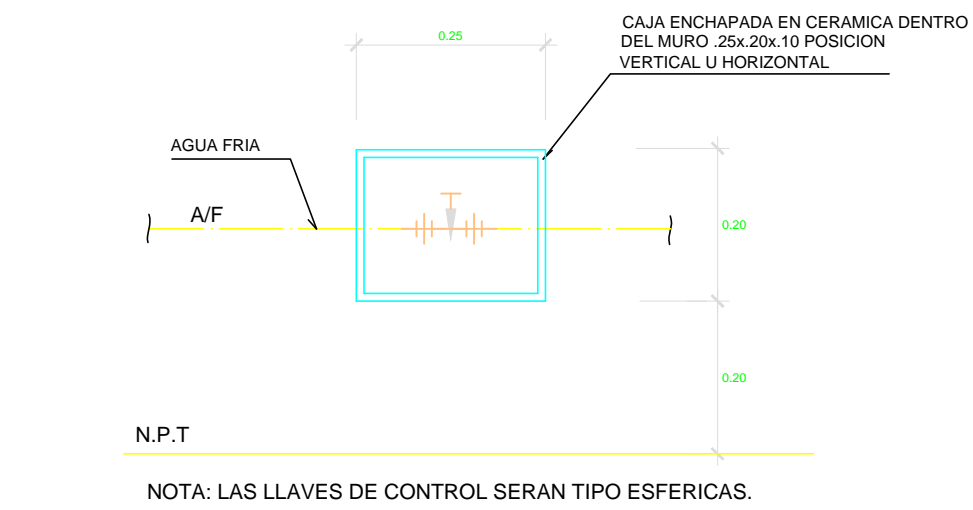 CAJA ENCHAPADA EN CERAMICA DENTRO
DEL MURO .25x.20x.10 POSICION
VERTICAL U HORIZONTAL
0.25
AGUA FRIA
A/F
0.20
0.20
N.P.T
NOTA: LAS LLAVES DE CONTROL SERAN TIPO ESFERICAS.